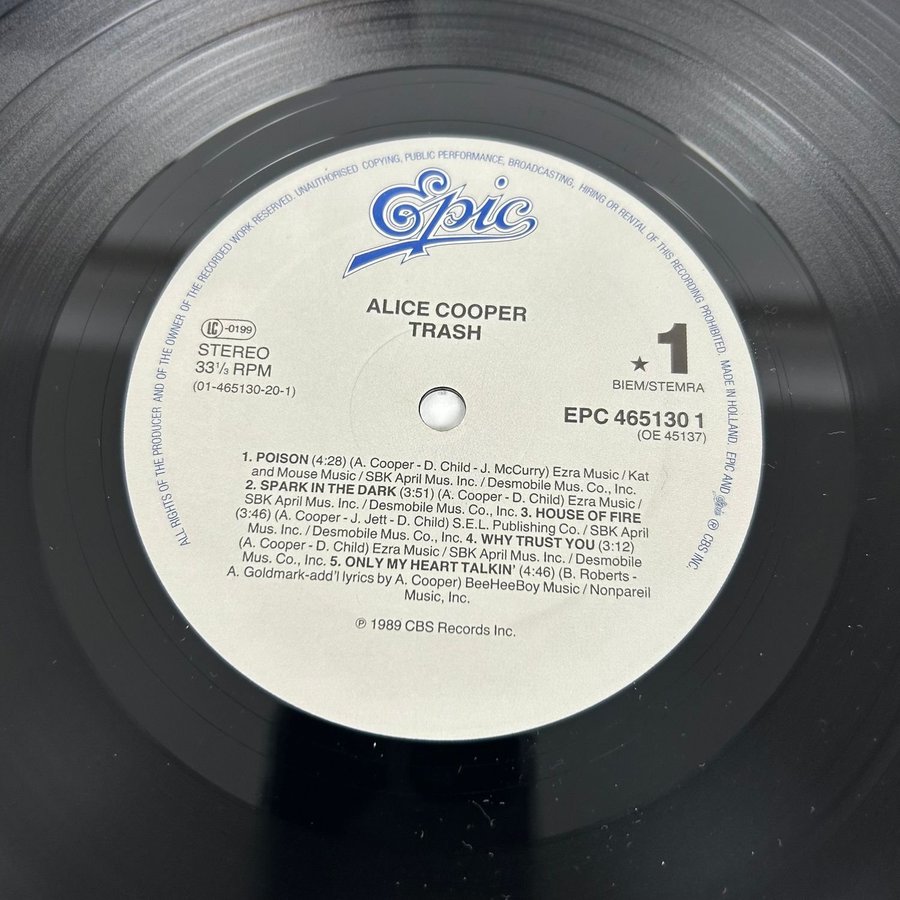 ALL RIGHTS OF THE PRODUCER AND OF THE OWNER OF THE RECORDED WORK RESERVED. UNAUTHORISED COPYING, PUBLIC PERFORMANCE, BROADCASTING, HIRING OR RENTAL OF THIS RECORDING PROHIBITED. MADE IN HOLLAND. EPIC AND Epic ® CBS INC.
Epic
ALICE COOPER
TRASH
LC -0199
STEREO
33⅓ RPM
(01-465130-20-1)
★ 1
BIEM/STEMRA
EPC 465130 1
(OE 45137)
1. POISON (4:28) (A. Cooper - D. Child - J. McCurry) Ezra Music / Kat
and Mouse Music / SBK April Mus. Inc. / Desmobile Mus. Co., Inc.
2. SPARK IN THE DARK (3:51) (A. Cooper - D. Child) Ezra Music /
SBK April Mus. Inc. / Desmobile Mus. Co., Inc. 3. HOUSE OF FIRE
(3:46) (A. Cooper - J. Jett - D. Child) S.E.L. Publishing Co. / SBK April
Mus. Inc. / Desmobile Mus. Co., Inc. 4. WHY TRUST YOU (3:12)
(A. Cooper - D. Child) Ezra Music / SBK April Mus. Inc. / Desmobile
Mus. Co., Inc. 5. ONLY MY HEART TALKIN' (4:46) (B. Roberts -
A. Goldmark-add'l lyrics by A. Cooper) BeeHeeBoy Music / Nonpareil
Music, Inc.
℗ 1989 CBS Records Inc.